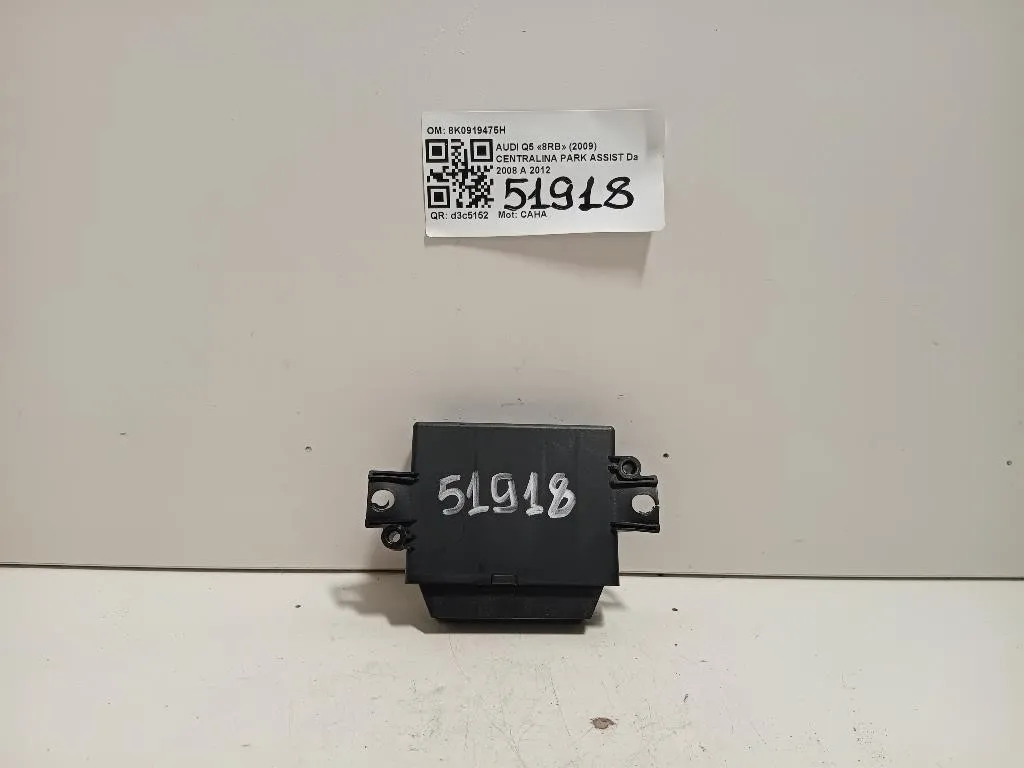 OM: 8K0919475H
AUDI Q5 «8RB» (2009)
CENTRALINA PARK ASSIST Da
2008 A 2012
51918
QR: d3c5152 Mot: CAHA
51918